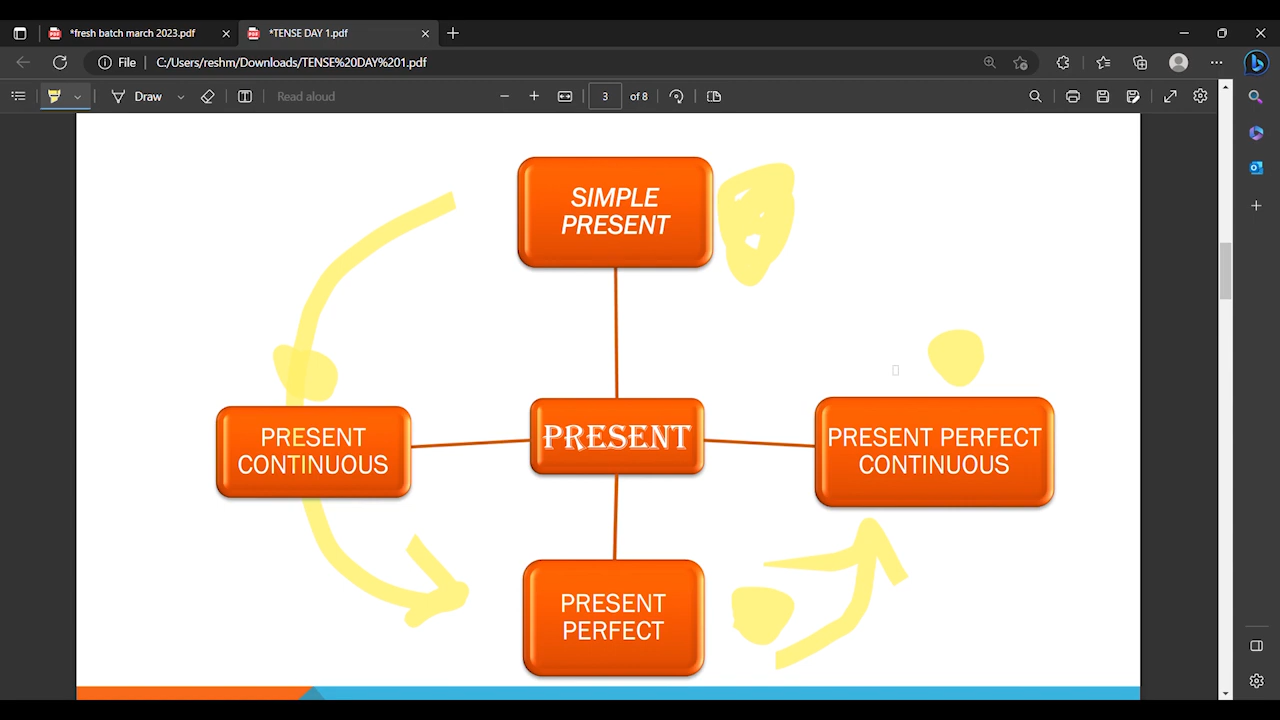 *fresh batch march 2023.pdf
*TENSE DAY 1.pdf
File
C:/Users/reshm/Downloads/TENSE%20DAY%201.pdf
Draw
Read aloud
3
of 8
SIMPLE
PRESENT
PRESENT
CONTINUOUS
PRESENT
PRESENT PERFECT
CONTINUOUS
PRESENT
PERFECT